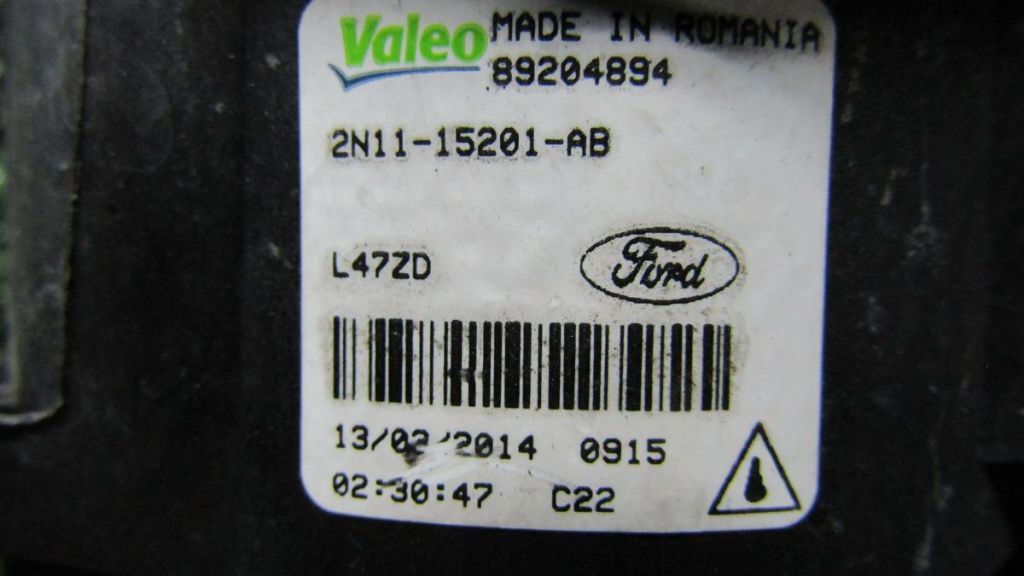 Valeo MADE IN ROMANIA
89204894
2N11-15201-AB
L47ZD Ford
13/02/2014 0915
02:30:47 C22